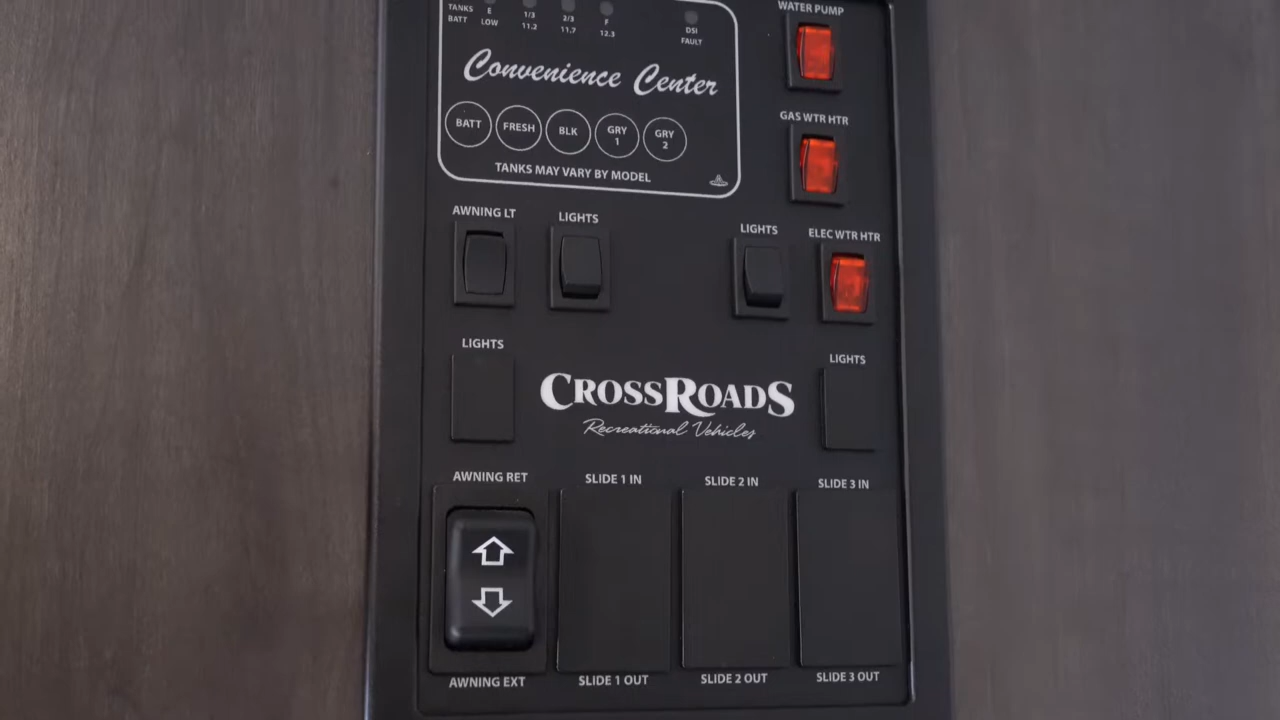 WATER PUMP
TANKS E 1/3 2/3 F
BATT LOW 11.2 11.7 12.3
DSI
FAULT
Convenience Center
BATT FRESH BLK GRY 1 GRY 2
TANKS MAY VARY BY MODEL
GAS WTR HTR
AWNING LT LIGHTS LIGHTS ELEC WTR HTR
LIGHTS LIGHTS
CROSSROADS
Recreational Vehicles
AWNING RET SLIDE 1 IN SLIDE 2 IN SLIDE 3 IN
AWNING EXT SLIDE 1 OUT SLIDE 2 OUT SLIDE 3 OUT